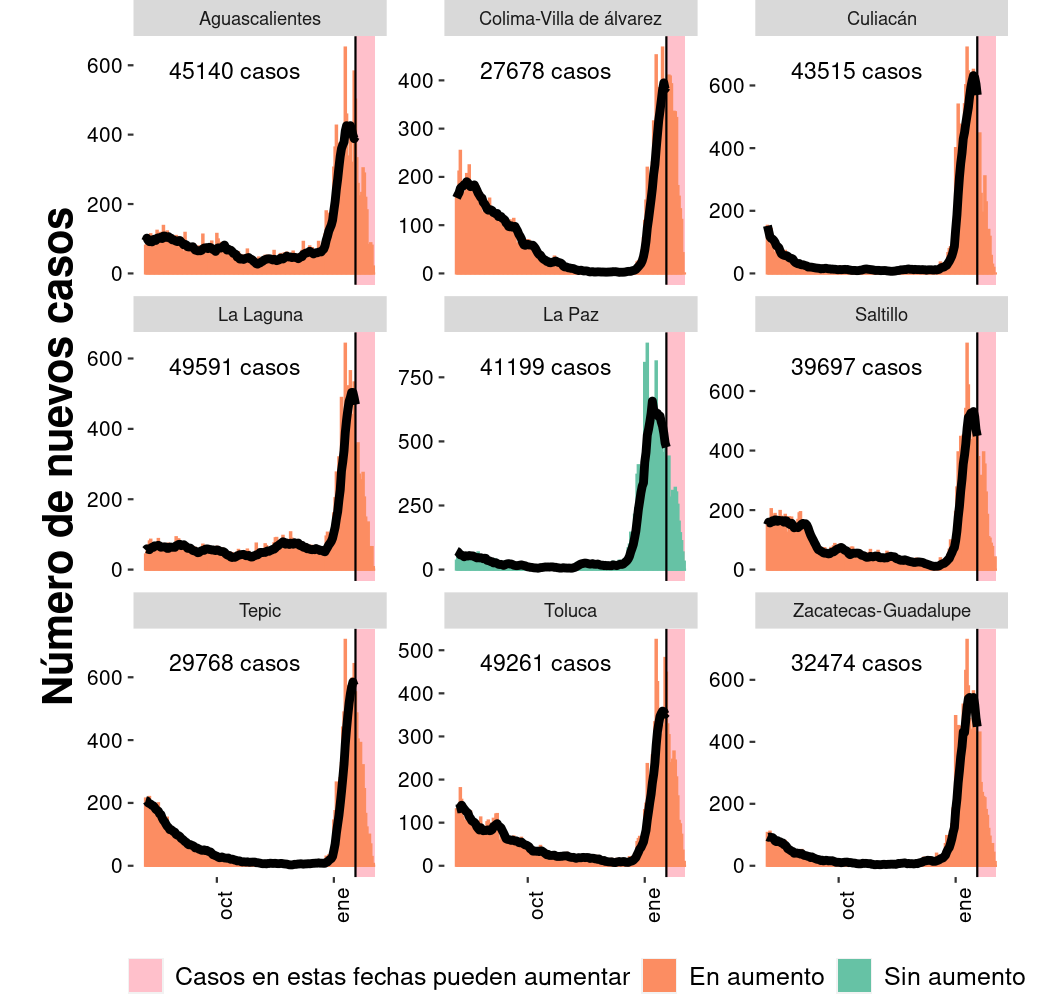 Número de nuevos casos
Aguascalientes
45140 casos
600
400
200
0
Colima-Villa de álvarez
27678 casos
400
300
200
100
0
Culiacán
43515 casos
600
400
200
0
La Laguna
49591 casos
600
400
200
0
La Paz
41199 casos
750
500
250
0
Saltillo
39697 casos
600
400
200
0
Tepic
29768 casos
600
400
200
0
oct
ene
Toluca
49261 casos
500
400
300
200
100
0
oct
ene
Zacatecas-Guadalupe
32474 casos
600
400
200
0
oct
ene
Casos en estas fechas pueden aumentar
En aumento
Sin aumento